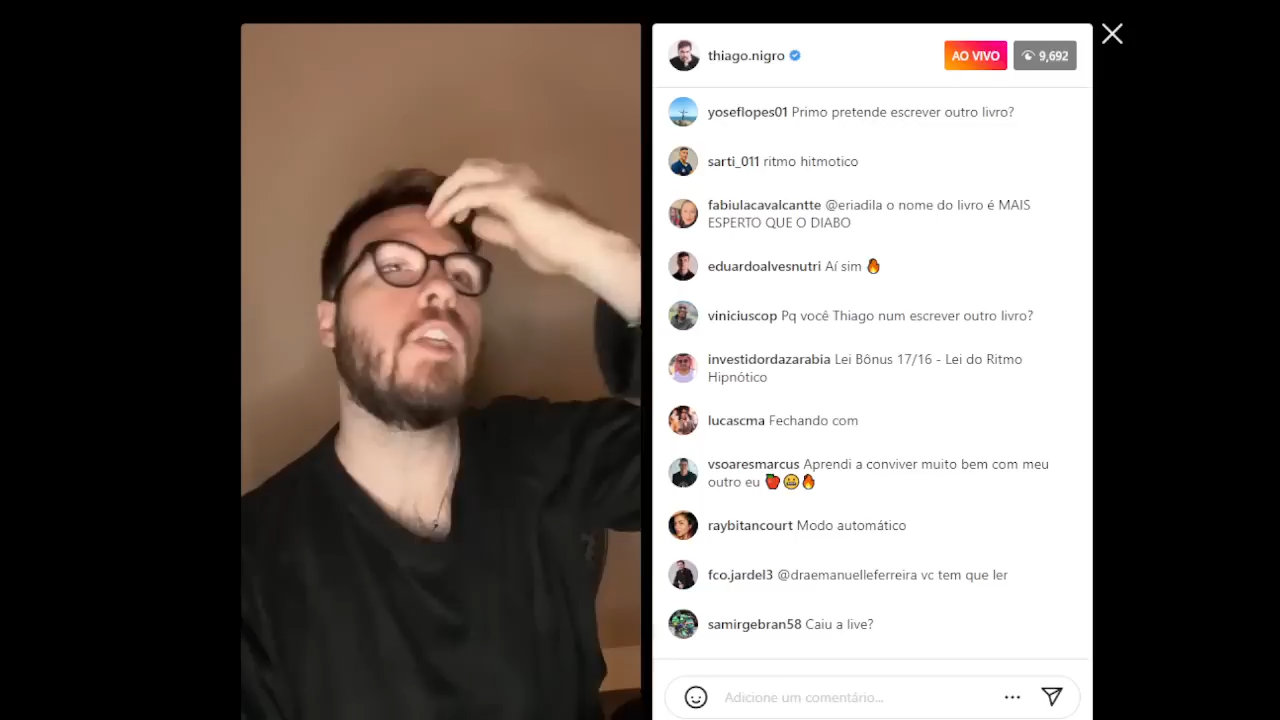 thiago.nigro
AO VIVO
9,692
yoseflopes01 Primo pretende escrever outro livro?
sarti_011 ritmo hitmotico
fabiulacavalcantte @eriadila o nome do livro é MAIS
ESPERTO QUE O DIABO
eduardoalvesnutri Aí sim 🔥
viniciuscop Pq você Thiago num escrever outro livro?
investidordazarabia Lei Bônus 17/16 - Lei do Ritmo
Hipnótico
lucascma Fechando com
vsoaresmarcus Aprendi a conviver muito bem com meu
outro eu 🍎😬🔥
raybitancourt Modo automático
fco.jardel3 @draemanuelleferreira vc tem que ler
samirgebran58 Caiu a live?
Adicione um comentário...